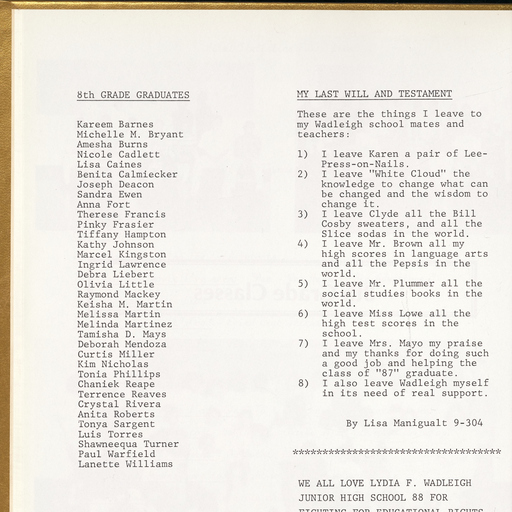 8th GRADE GRADUATES
Kareem Barnes
Michelle M. Bryant
Amesha Burns
Nicole Cadlett
Lisa Caines
Benita Calmiecker
Joseph Deacon
Sandra Ewen
Anna Fort
Therese Francis
Pinky Frasier
Tiffany Hampton
Kathy Johnson
Marcel Kingston
Ingrid Lawrence
Debra Liebert
Olivia Little
Raymond Mackey
Keisha M. Martin
Melissa Martin
Melinda Martinez
Tamisha D. Mays
Deborah Mendoza
Curtis Miller
Kim Nicholas
Tonia Phillips
Chaniek Reape
Terrence Reaves
Crystal Rivera
Anita Roberts
Tonya Sargent
Luis Torres
Shawneequa Turner
Paul Warfield
Lanette Williams
MY LAST WILL AND TESTAMENT
These are the things I leave to
my Wadleigh school mates and
teachers:
1) I leave Karen a pair of Lee-
Press-on-Nails.
2) I leave "White Cloud" the
knowledge to change what can
be changed and the wisdom to
change it.
3) I leave Clyde all the Bill
Cosby sweaters, and all the
Slice sodas in the world.
4) I leave Mr. Brown all my
high scores in language arts
and all the Pepsis in the
world.
5) I leave Mr. Plummer all the
social studies books in the
world.
6) I leave Miss Lowe all the
high test scores in the
school.
7) I leave Mrs. Mayo my praise
and my thanks for doing such
a good job and helping the
class of "87" graduate.
8) I also leave Wadleigh myself
in its need of real support.
By Lisa Manigualt 9-304
***********************************
WE ALL LOVE LYDIA F. WADLEIGH
JUNIOR HIGH SCHOOL 88 FOR
FIGHTING FOR EDUCATIONAL RIGHTS